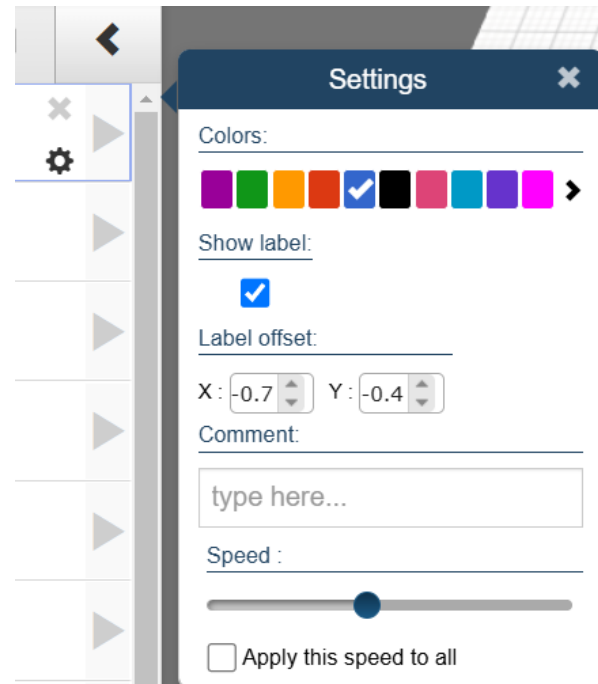 Settings
Colors:
Show label:
Label offset:
X : -0.7 Y : -0.4
Comment:
type here...
Speed :
Apply this speed to all